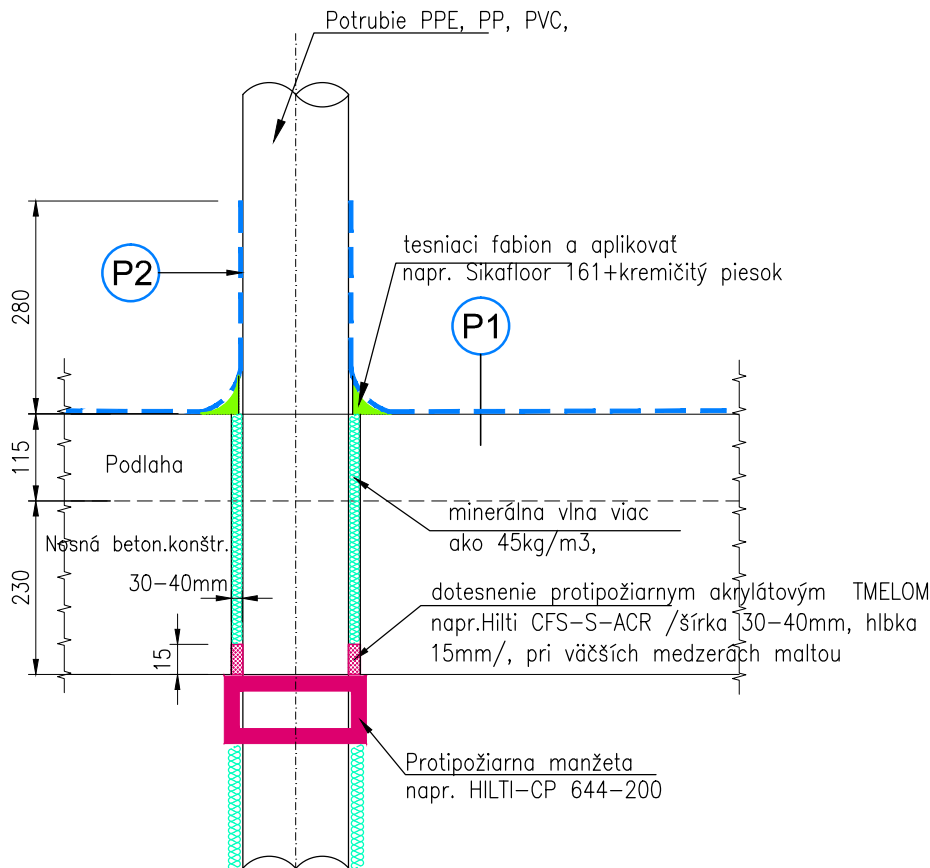 Potrubie PPE, PP, PVC,
280
P2
tesniaci fabion a aplikovať
napr. Sikafloor 161+kremičitý piesok
P1
115
Podlaha
minerálna vlna viac
ako 45kg/m3,
230
Nosná beton.konštr.
30-40mm
dotesnenie protipožiarnym akrylátovým TMELOM
napr.Hilti CFS-S-ACR /šírka 30-40mm, hlbka
15mm/, pri väčších medzerách maltou
15
Protipožiarna manžeta
napr. HILTI-CP 644-200